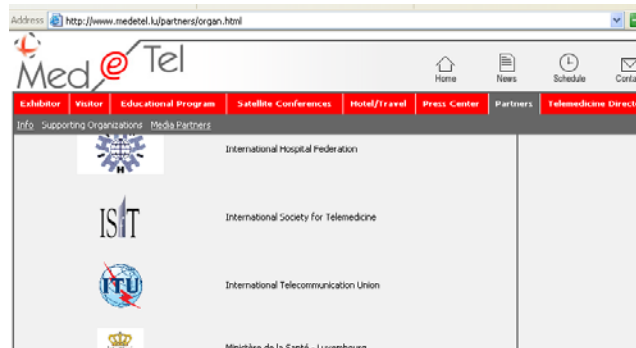 Address http://www.medetel.lu/partners/organ.html
Med@Tel
Home News Schedule
Exhibitor Visitor Educational Program Satellite Conferences Hotel/Travel Press Center Partners Telemedicine
Info Supporting Organizations Media Partners
H
International Hospital Federation
ISfT
International Society for Telemedicine
ITU
International Telecommunication Union
Ministère de la Santé - Luxembourg